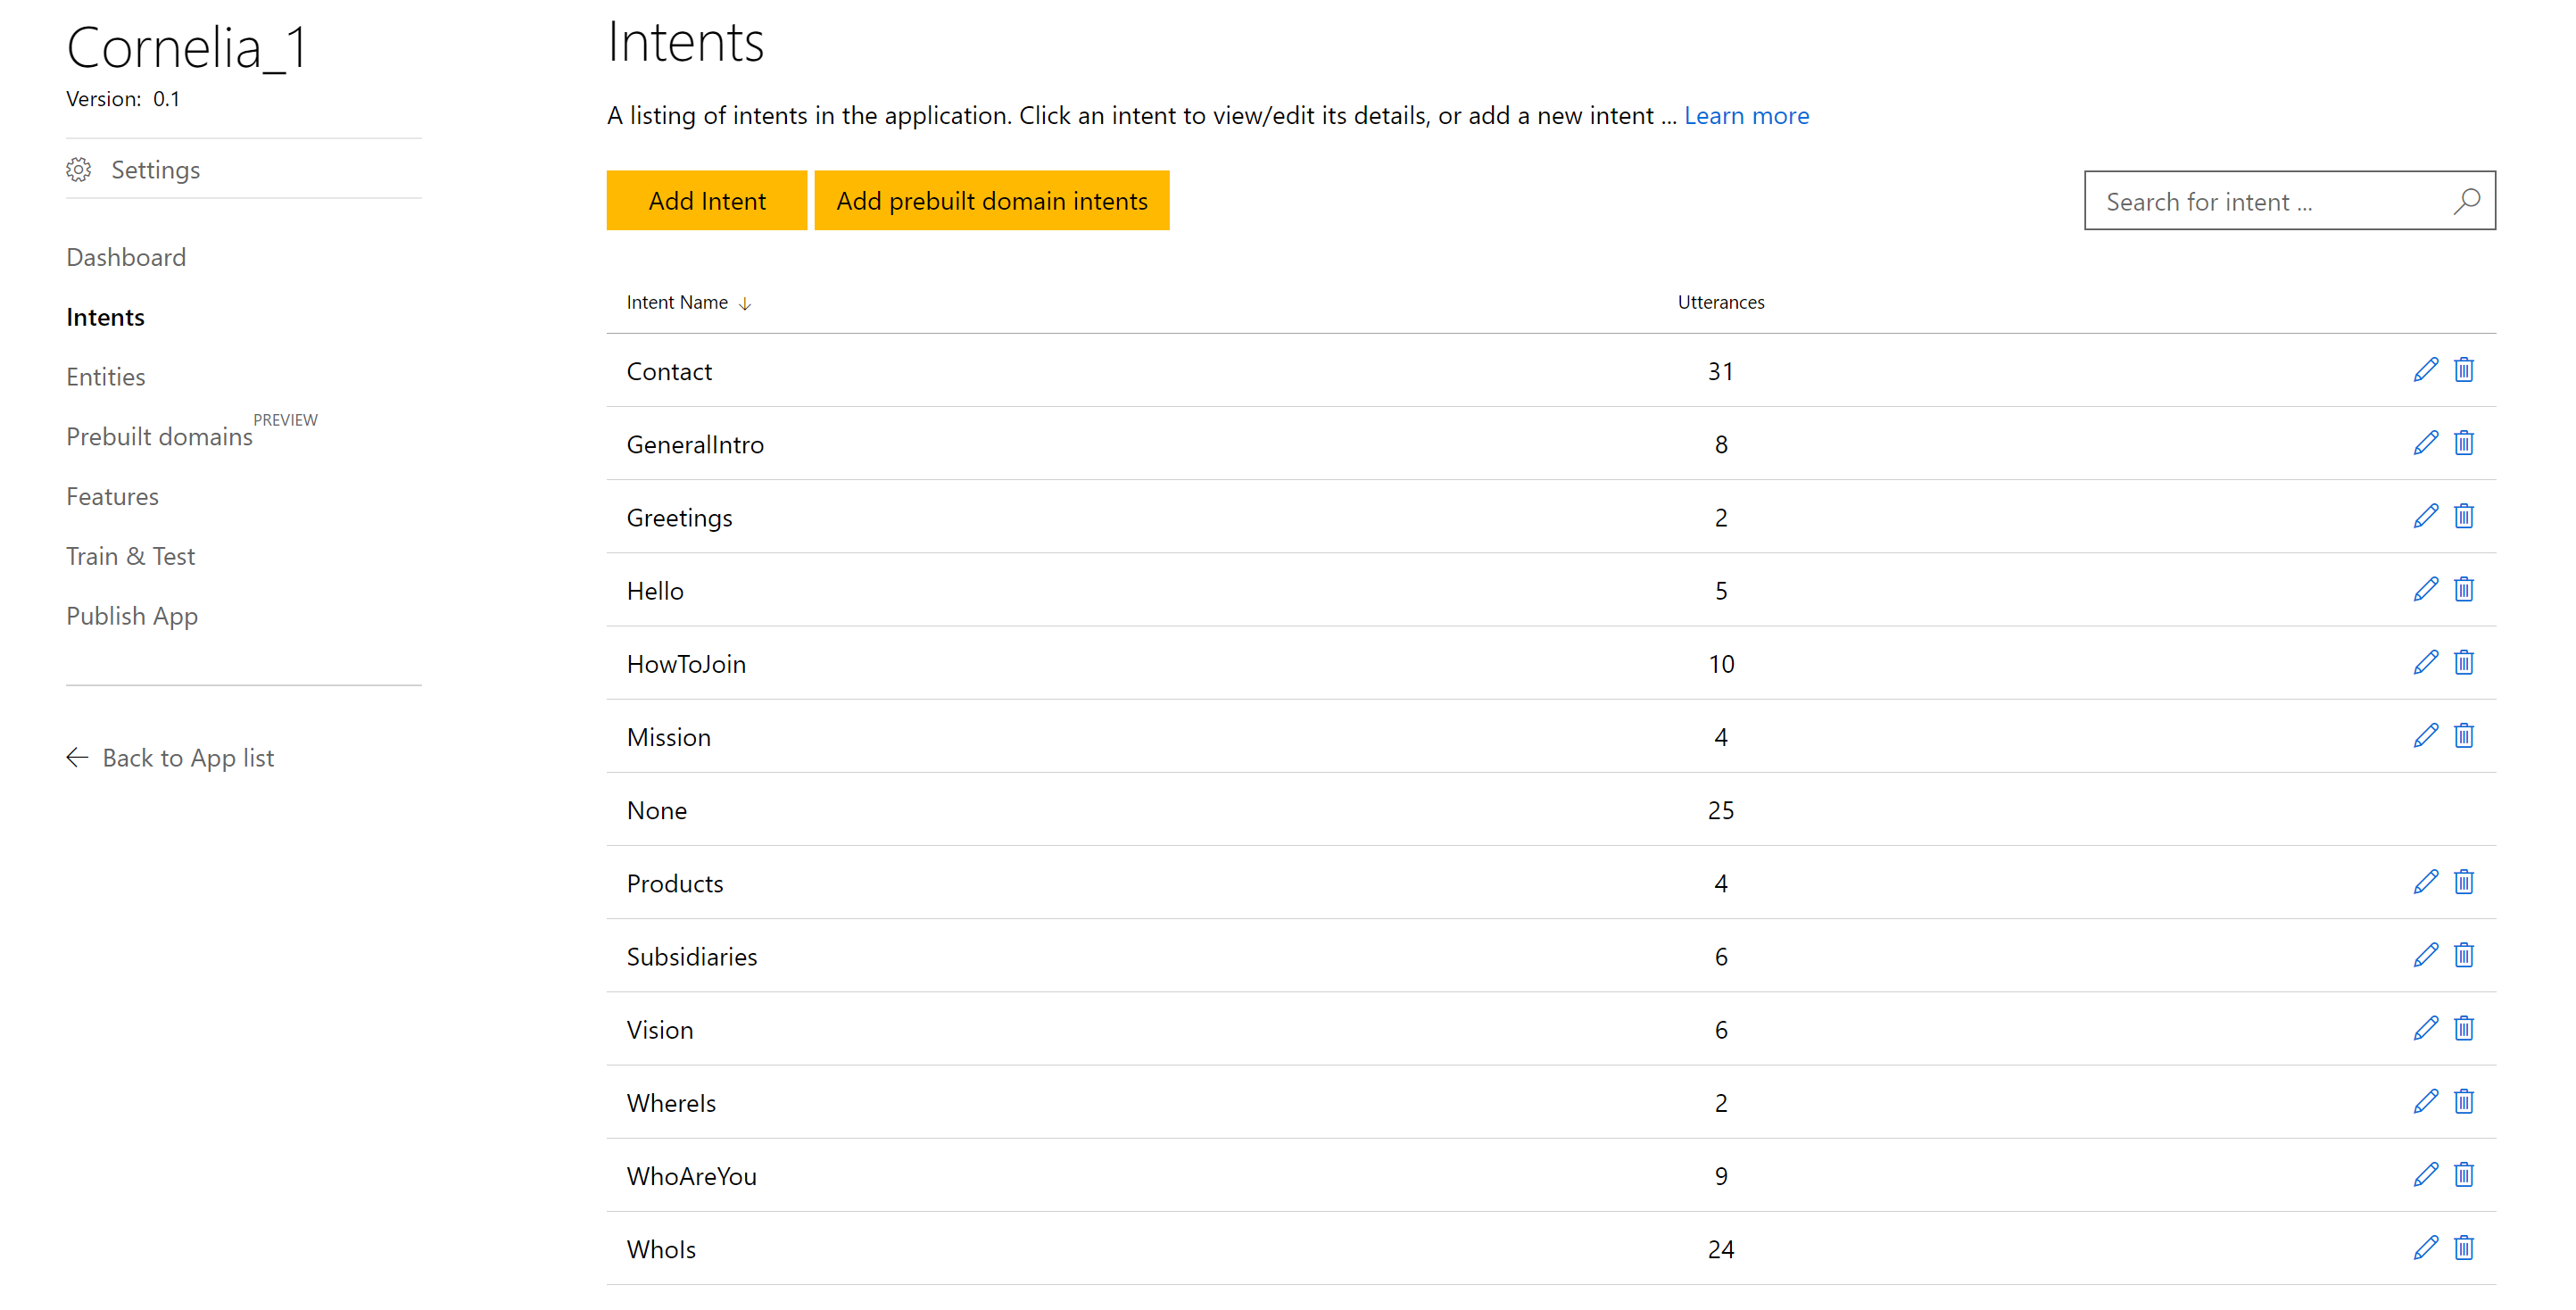 Cornelia_1
Version: 0.1
Settings
Dashboard
Intents
Entities
Prebuilt domains PREVIEW
Features
Train & Test
Publish App
Back to App list
Intents
A listing of intents in the application. Click an intent to view/edit its details, or add a new intent ... Learn more
Add Intent Add prebuilt domain intents Search for intent ...
Intent Name Utterances
Contact 31
GeneralIntro 8
Greetings 2
Hello 5
HowToJoin 10
Mission 4
None 25
Products 4
Subsidiaries 6
Vision 6
WhereIs 2
WhoAreYou 9
WhoIs 24